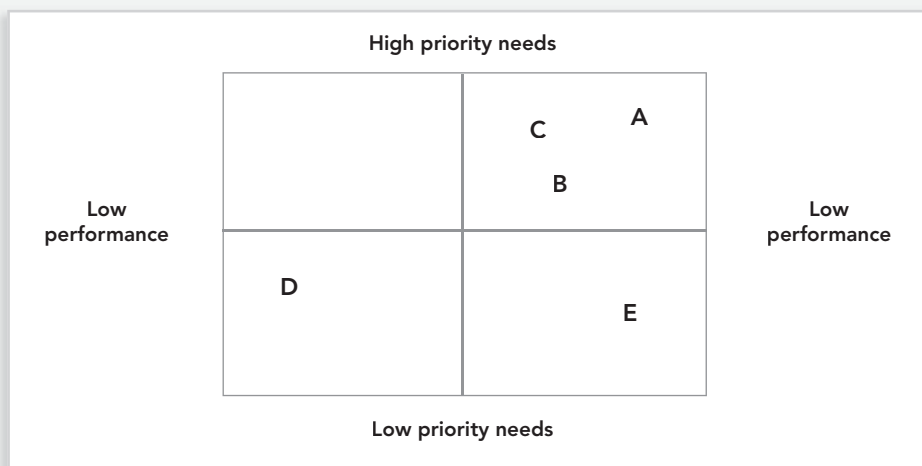 High priority needs
A
C
B
Low
performance
Low
performance
D
E
Low priority needs